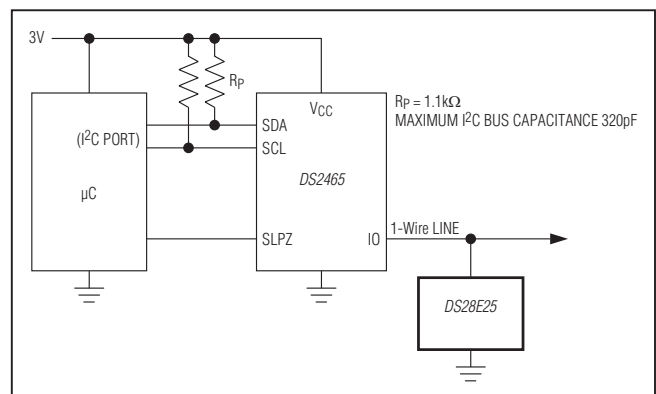 3V
RP
VCC
RP = 1.1kΩ
MAXIMUM I²C BUS CAPACITANCE 320pF
(I²C PORT)
SDA
SCL
DS2465
µC
1-Wire LINE
SLPZ
IO
DS28E25